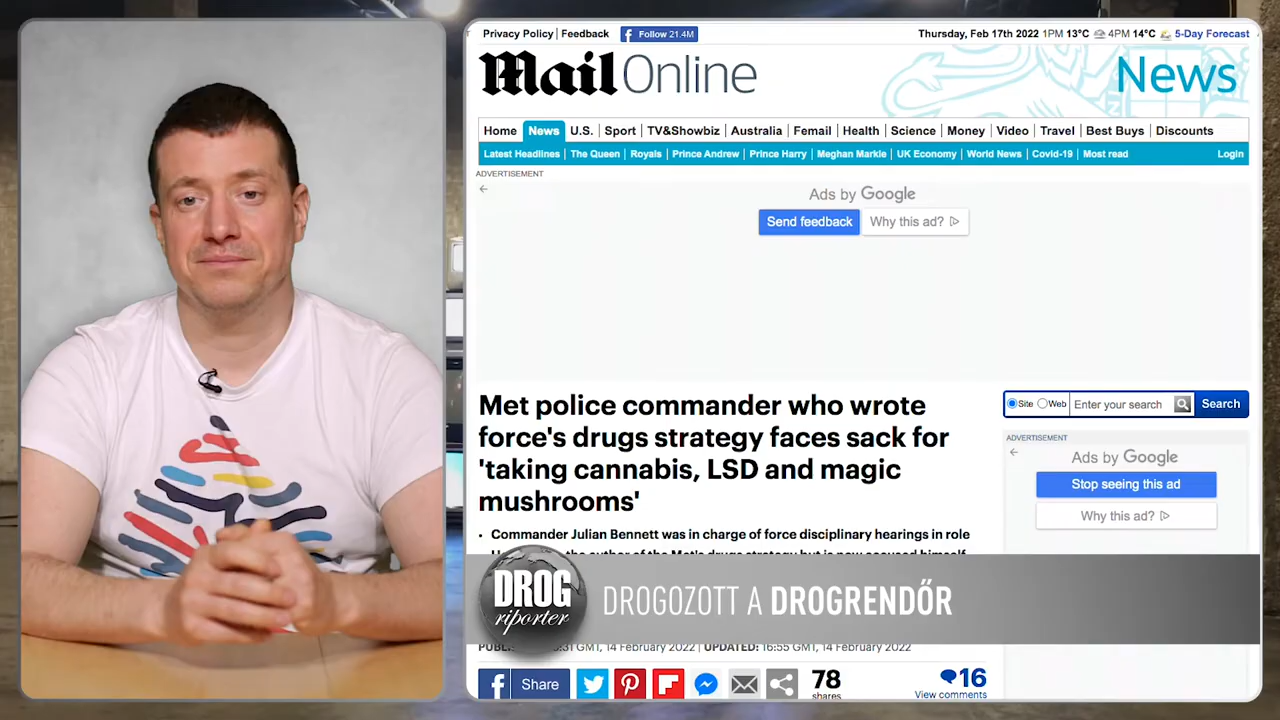 Privacy Policy | Feedback
Follow 21.4M
Thursday, Feb 17th 2022 1PM 13°C 4PM 14°C 5-Day Forecast
Mail Online
News
Home News U.S. Sport TV&Showbiz Australia Femail Health Science Money Video Travel Best Buys Discounts
Latest Headlines The Queen Royals Prince Andrew Prince Harry Meghan Markle UK Economy World News Covid-19 Most read Login
ADVERTISEMENT
Ads by Google
Send feedback Why this ad?
Met police commander who wrote
force's drugs strategy faces sack for
'taking cannabis, LSD and magic
mushrooms'
Site Web Enter your search Search
ADVERTISEMENT
Ads by Google
Stop seeing this ad
Why this ad?
• Commander Julian Bennett was in charge of force disciplinary hearings in role
DROG
riporter
DROGOZOTT A DROGRENDŐR
GMT, 14 February 2022 | UPDATED: 16:55 GMT, 14 February 2022
Share
78
shares
16
View comments